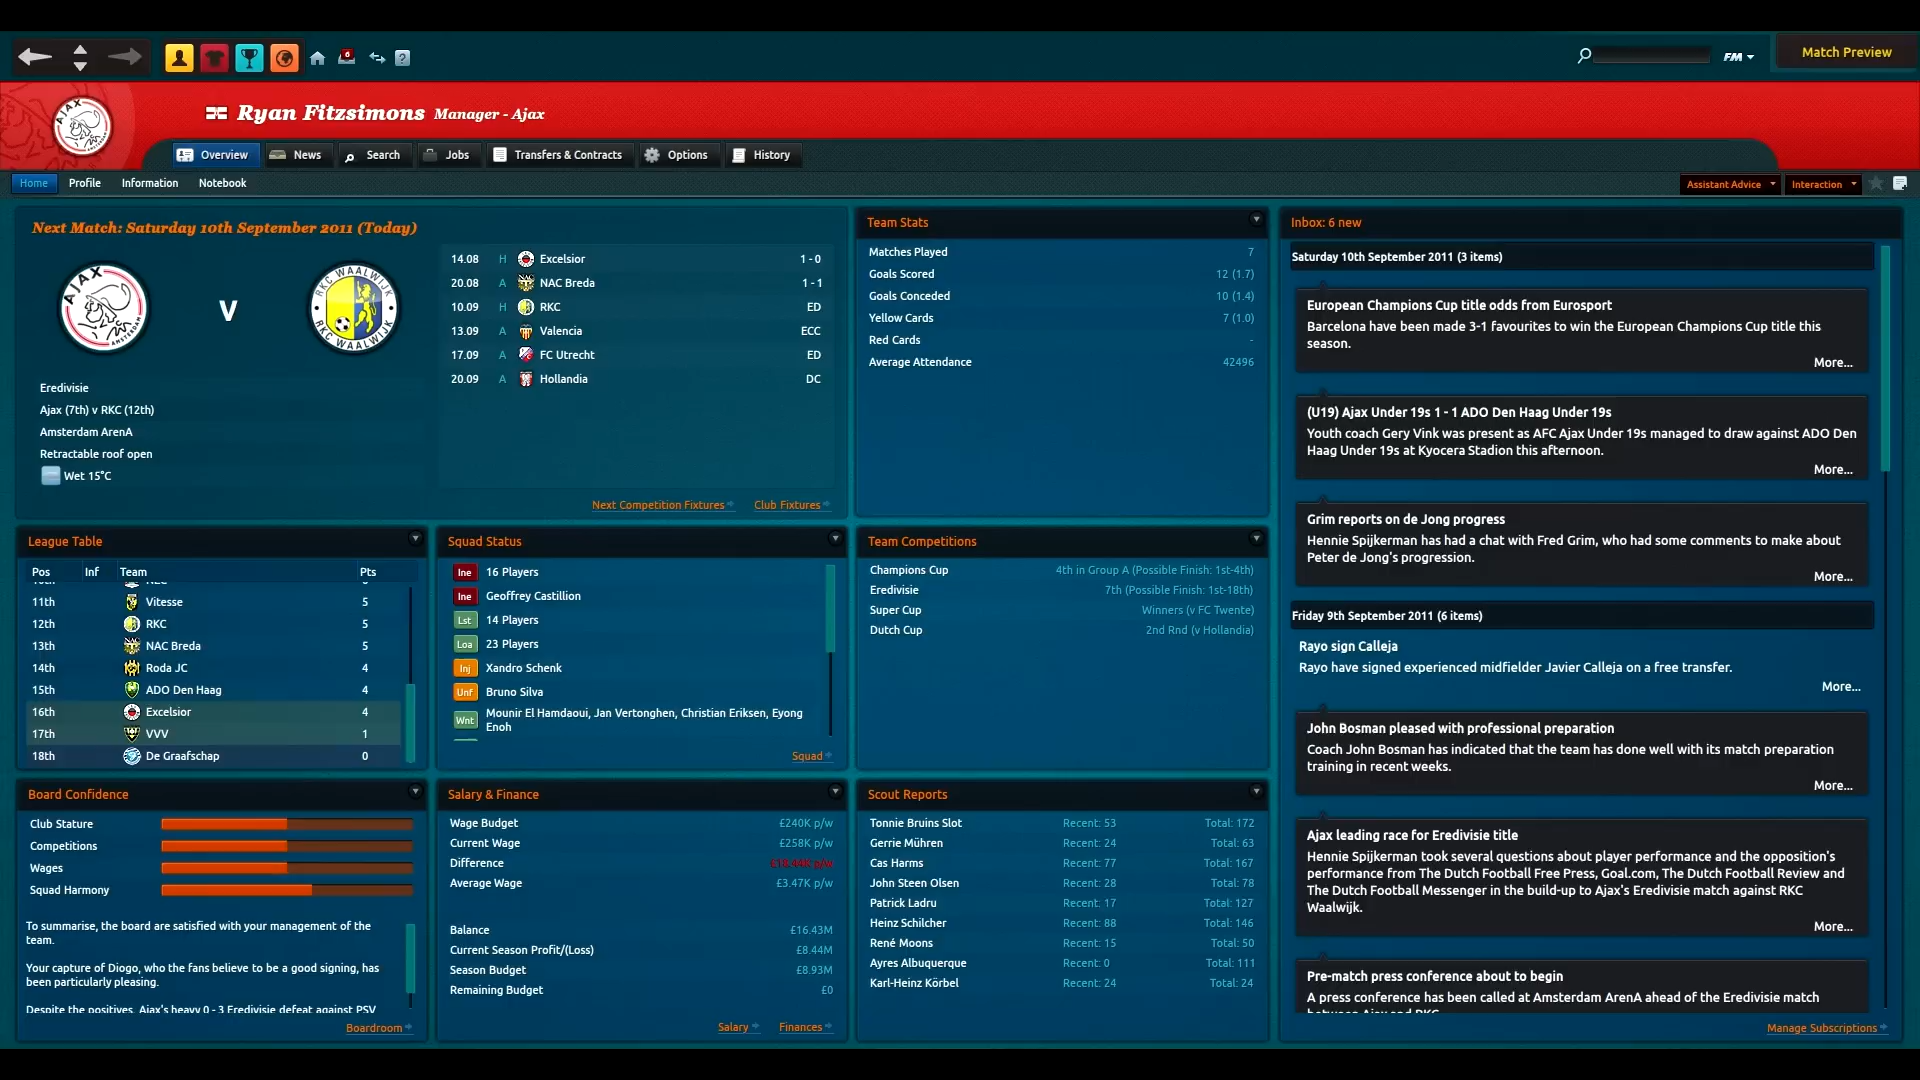 FM
Match Preview
Ryan Fitzsimons Manager - Ajax
Overview
News
Search
Jobs
Transfers & Contracts
Options
History
Home
Profile
Information
Notebook
Assistant Advice
Interaction
Next Match: Saturday 10th September 2011 (Today)
AJAX
AMSTERDAM
V
RKC WAALWIJK
RKC WAALWIJK
Eredivisie
Ajax (7th) v RKC (12th)
Amsterdam ArenA
Retractable roof open
Wet 15°C
14.08 H Excelsior 1 - 0
20.08 A NAC Breda 1 - 1
10.09 H RKC ED
13.09 A Valencia ECC
17.09 A FC Utrecht ED
20.09 A Hollandia DC
Next Competition Fixtures
Club Fixtures
Team Stats
Matches Played 7
Goals Scored 12 (1.7)
Goals Conceded 10 (1.4)
Yellow Cards 7 (1.0)
Red Cards -
Average Attendance 42496
League Table
Pos Inf Team Pts
11th Vitesse 5
12th RKC 5
13th NAC Breda 5
14th Roda JC 4
15th ADO Den Haag 4
16th Excelsior 4
17th VVV 1
18th De Graafschap 0
Squad Status
Ine 16 Players
Ine Geoffrey Castillion
Lst 14 Players
Loa 23 Players
Inj Xandro Schenk
Unf Bruno Silva
Wnt Mounir El Hamdaoui, Jan Vertonghen, Christian Eriksen, Eyong
Enoh
Squad
Team Competitions
Champions Cup 4th in Group A (Possible Finish: 1st-4th)
Eredivisie 7th (Possible Finish: 1st-18th)
Super Cup Winners (v FC Twente)
Dutch Cup 2nd Rnd (v Hollandia)
Board Confidence
Club Stature
Competitions
Wages
Squad Harmony
To summarise, the board are satisfied with your management of the
team.
Your capture of Diogo, who the fans believe to be a good signing, has
been particularly pleasing.
Despite the positives, Ajax's heavy 0 - 3 Eredivisie defeat against PSV
Boardroom
Salary & Finance
Wage Budget £240K p/w
Current Wage £258K p/w
Difference
Average Wage £3.47K p/w
Balance £16.43M
Current Season Profit/(Loss) £8.44M
Season Budget £8.93M
Remaining Budget £0
Salary
Finances
Scout Reports
Tonnie Bruins Slot Recent: 53 Total: 172
Gerrie Mühren Recent: 24 Total: 63
Cas Harms Recent: 77 Total: 167
John Steen Olsen Recent: 28 Total: 78
Patrick Ladru Recent: 17 Total: 127
Heinz Schilcher Recent: 88 Total: 146
René Moons Recent: 15 Total: 50
Ayres Albuquerque Recent: 0 Total: 111
Karl-Heinz Körbel Recent: 24 Total: 24
Inbox: 6 new
Saturday 10th September 2011 (3 items)
European Champions Cup title odds from Eurosport
Barcelona have been made 3-1 favourites to win the European Champions Cup title this
season.
More...
(U19) Ajax Under 19s 1 - 1 ADO Den Haag Under 19s
Youth coach Gery Vink was present as AFC Ajax Under 19s managed to draw against ADO Den
Haag Under 19s at Kyocera Stadion this afternoon.
More...
Grim reports on de Jong progress
Hennie Spijkerman has had a chat with Fred Grim, who had some comments to make about
Peter de Jong's progression.
More...
Friday 9th September 2011 (6 items)
Rayo sign Calleja
Rayo have signed experienced midfielder Javier Calleja on a free transfer.
More...
John Bosman pleased with professional preparation
Coach John Bosman has indicated that the team has done well with its match preparation
training in recent weeks.
More...
Ajax leading race for Eredivisie title
Hennie Spijkerman took several questions about player performance and the opposition's
performance from The Dutch Football Free Press, Goal.com, The Dutch Football Review and
The Dutch Football Messenger in the build-up to Ajax's Eredivisie match against RKC
Waalwijk.
More...
Pre-match press conference about to begin
A press conference has been called at Amsterdam ArenA ahead of the Eredivisie match
between Ajax and RKC
Manage Subscriptions